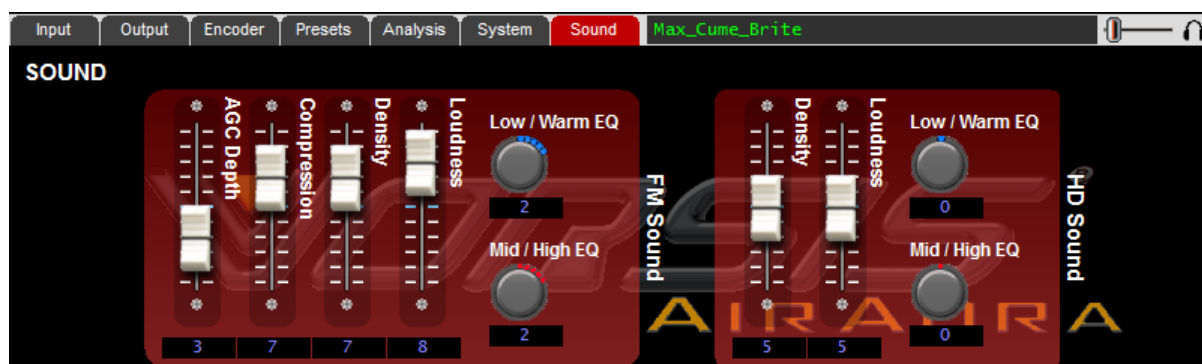 Input Output Encoder Presets Analysis System Sound Max_Cume_Brite
SOUND
AGC Depth
Compression
Density
Loudness
Low / Warm EQ
2
Mid / High EQ
2
FM Sound
3 7 7 8
Density
Loudness
Low / Warm EQ
0
Mid / High EQ
0
HD Sound
5 5
VORSIS®
AIRAURA